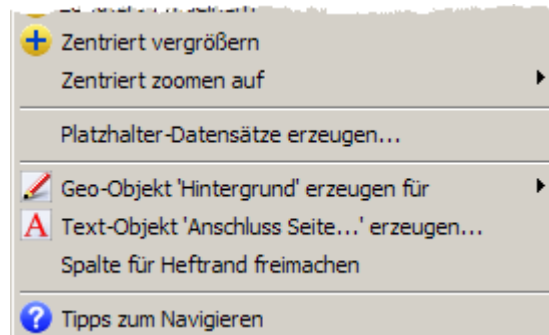 Zentriert vergrößern
Zentriert zoomen auf
Platzhalter-Datensätze erzeugen...
Geo-Objekt 'Hintergrund' erzeugen für
A Text-Objekt 'Anschluss Seite...' erzeugen...
Spalte für Heftrand freimachen
? Tipps zum Navigieren